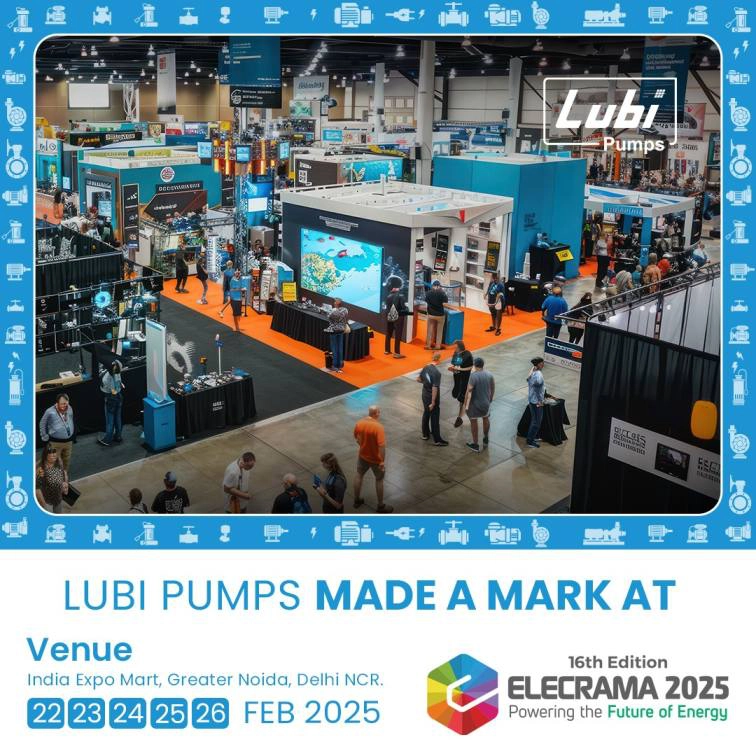 Lubi
Pumps
LUBI PUMPS MADE A MARK AT
Venue
India Expo Mart, Greater Noida, Delhi NCR.
22 23 24 25 26 FEB 2025
16th Edition
ELECRAMA 2025
Powering the Future of Energy